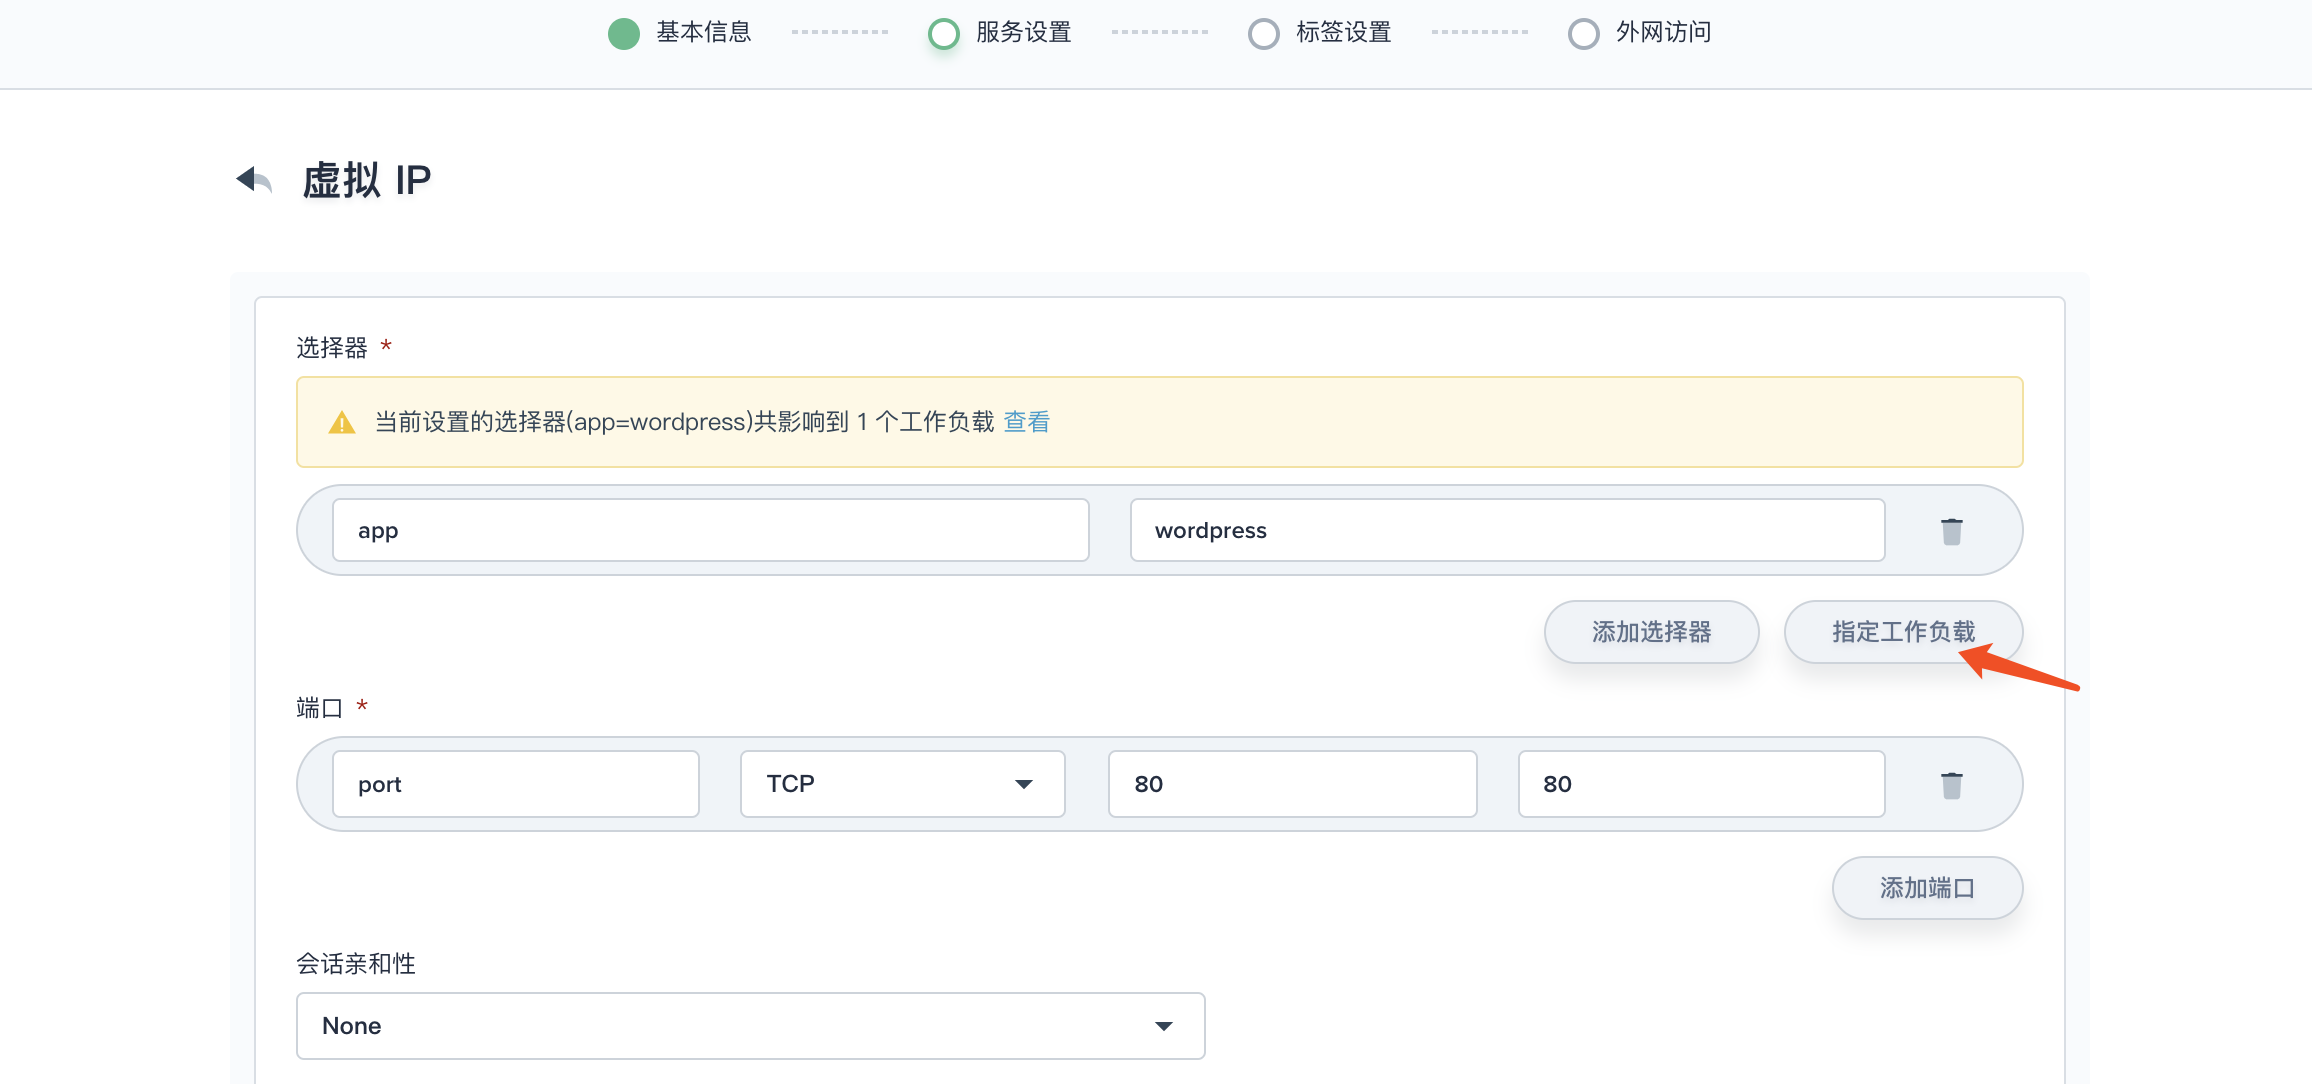 基本信息 服务设置 标签设置 外网访问
虚拟 IP
选择器 *
当前设置的选择器(app=wordpress)共影响到 1 个工作负载 查看
app wordpress
添加选择器 指定工作负载
端口 *
port TCP 80 80
添加端口
会话亲和性
None